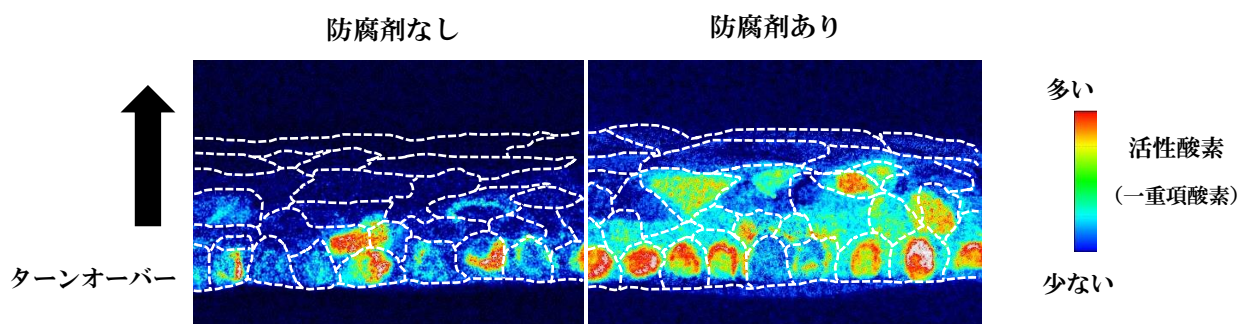 防腐剤なし
防腐剤あり
多い
活性酸素
（一重項酸素）
ターンオーバー
少ない